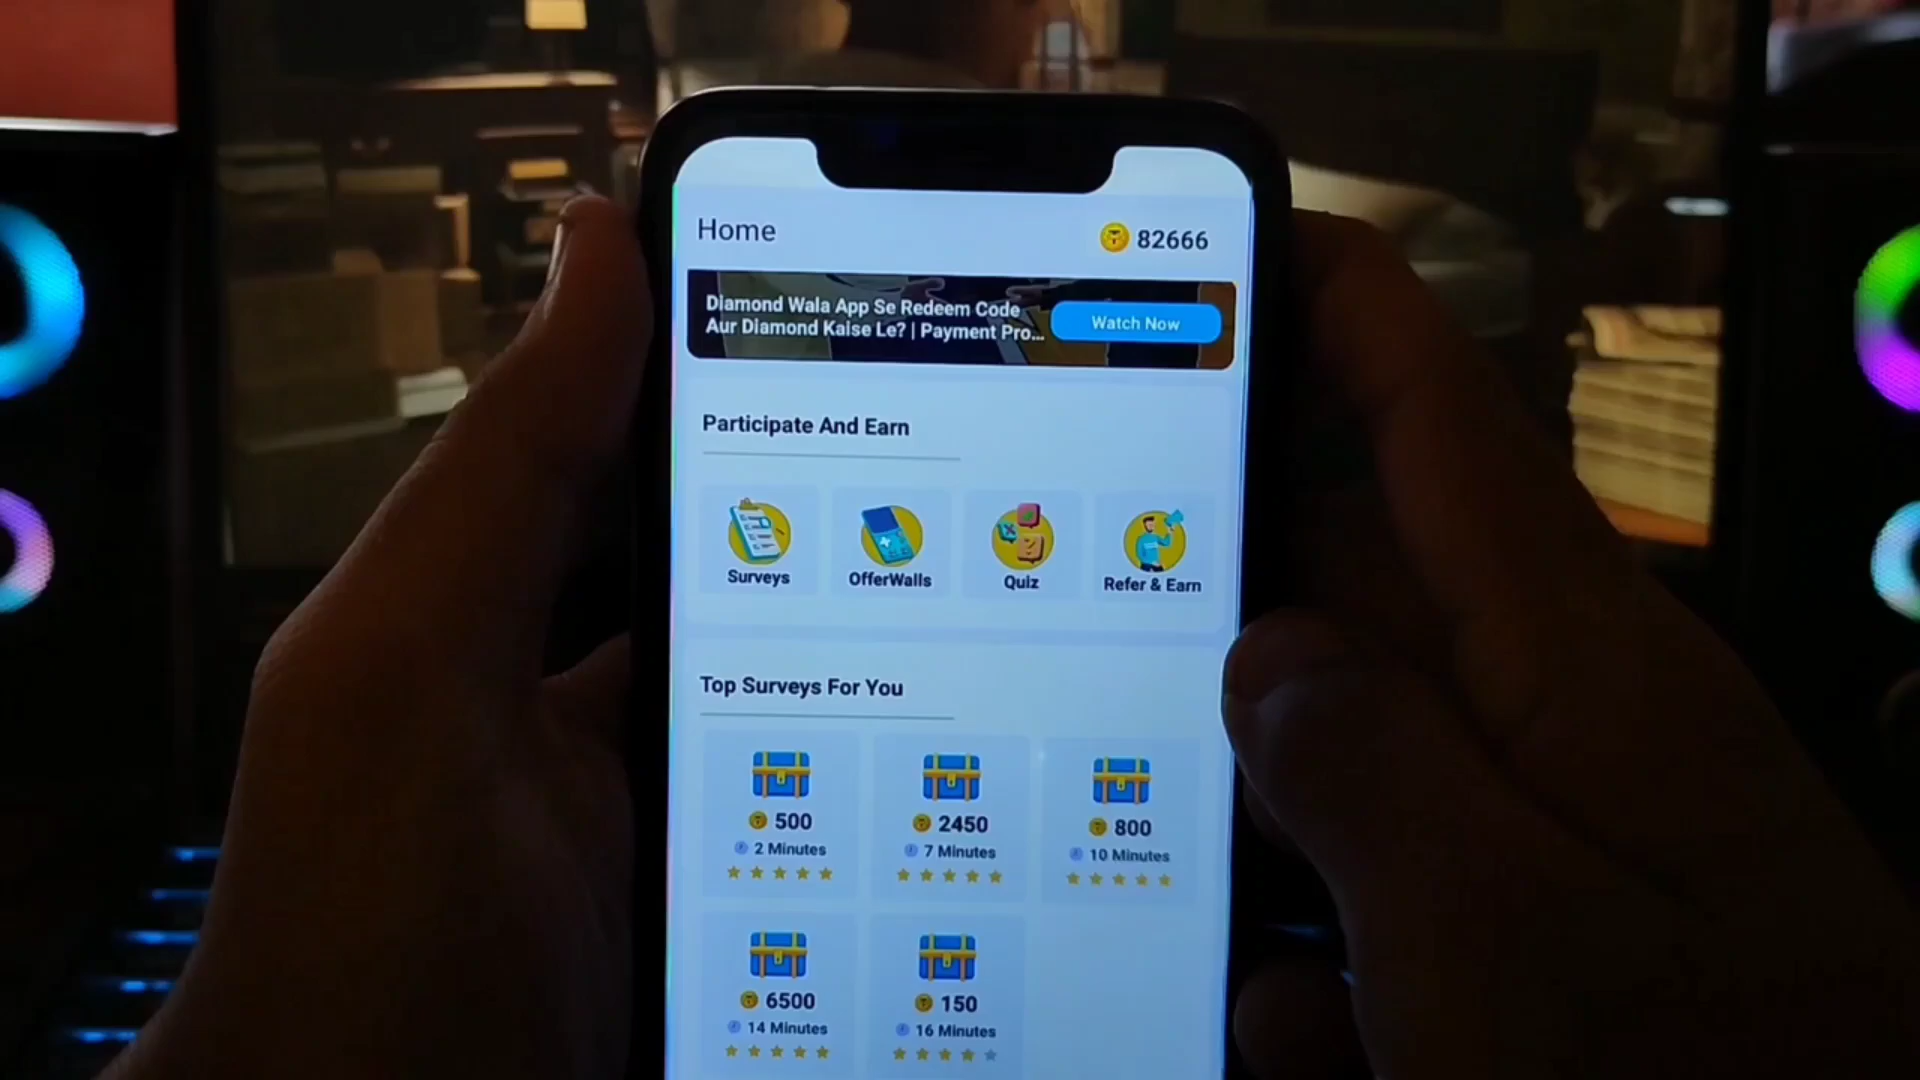 Home
82666
Diamond Wala App Se Redeem Code
Aur Diamond Kaise Le? | Payment Pro...
Watch Now
Participate And Earn
Surveys
OfferWalls
Quiz
Refer & Earn
Top Surveys For You
500
2450
800
2 Minutes
7 Minutes
10 Minutes
6500
150
14 Minutes
16 Minutes